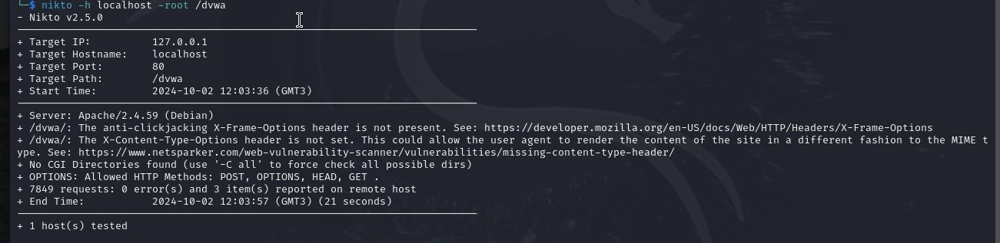 └─$ nikto -h localhost -root /dvwa
- Nikto v2.5.0
+ Target IP:          127.0.0.1
+ Target Hostname:    localhost
+ Target Port:        80
+ Target Path:        /dvwa
+ Start Time:         2024-10-02 12:03:36 (GMT3)
+ Server: Apache/2.4.59 (Debian)
+ /dvwa/: The anti-clickjacking X-Frame-Options header is not present. See: https://developer.mozilla.org/en-US/docs/Web/HTTP/Headers/X-Frame-Options
+ /dvwa/: The X-Content-Type-Options header is not set. This could allow the user agent to render the content of the site in a different fashion to the MIME t
ype. See: https://www.netsparker.com/web-vulnerability-scanner/vulnerabilities/missing-content-type-header/
+ No CGI Directories found (use '-C all' to force check all possible dirs)
+ OPTIONS: Allowed HTTP Methods: POST, OPTIONS, HEAD, GET .
+ 7849 requests: 0 error(s) and 3 item(s) reported on remote host
+ End Time:           2024-10-02 12:03:57 (GMT3) (21 seconds)
+ 1 host(s) tested